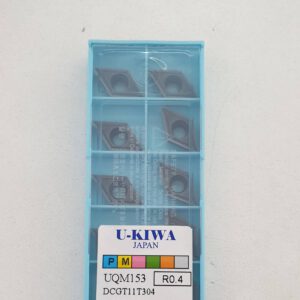 U-KIWA
JAPAN
P M
UQM153 R0.4
DCGT11T304